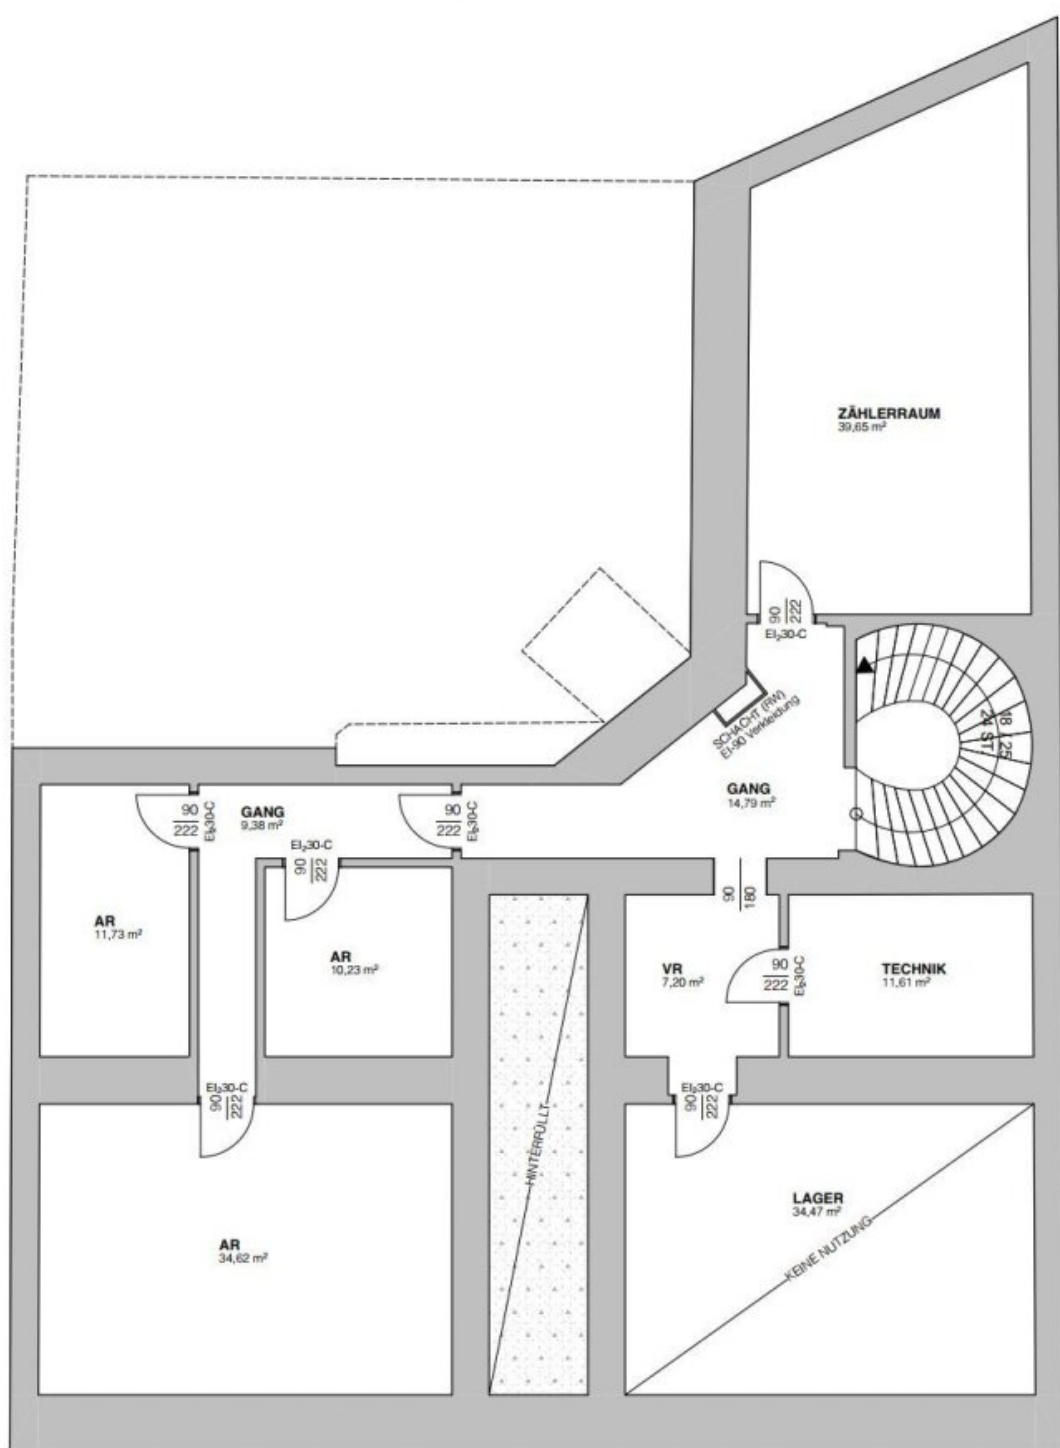 ZÄHLERRAUM
39,65 m²
90
222
EI₂30-C
SCHACHT (RW)
EI-90 Verkleidung
18
25
24 ST
GANG
14,79 m²
GANG
9,38 m²
90
222
EI₂30-C
90
222
EI₂30-C
EI₂30-C
90
222
90
180
AR
11,73 m²
AR
10,23 m²
VR
7,20 m²
90
222
EI₂30-C
TECHNIK
11,61 m²
EI₂30-C
90
222
EI₂30-C
90
222
HINTERFÜLLT
LAGER
34,47 m²
KEINE NUTZUNG
AR
34,62 m²